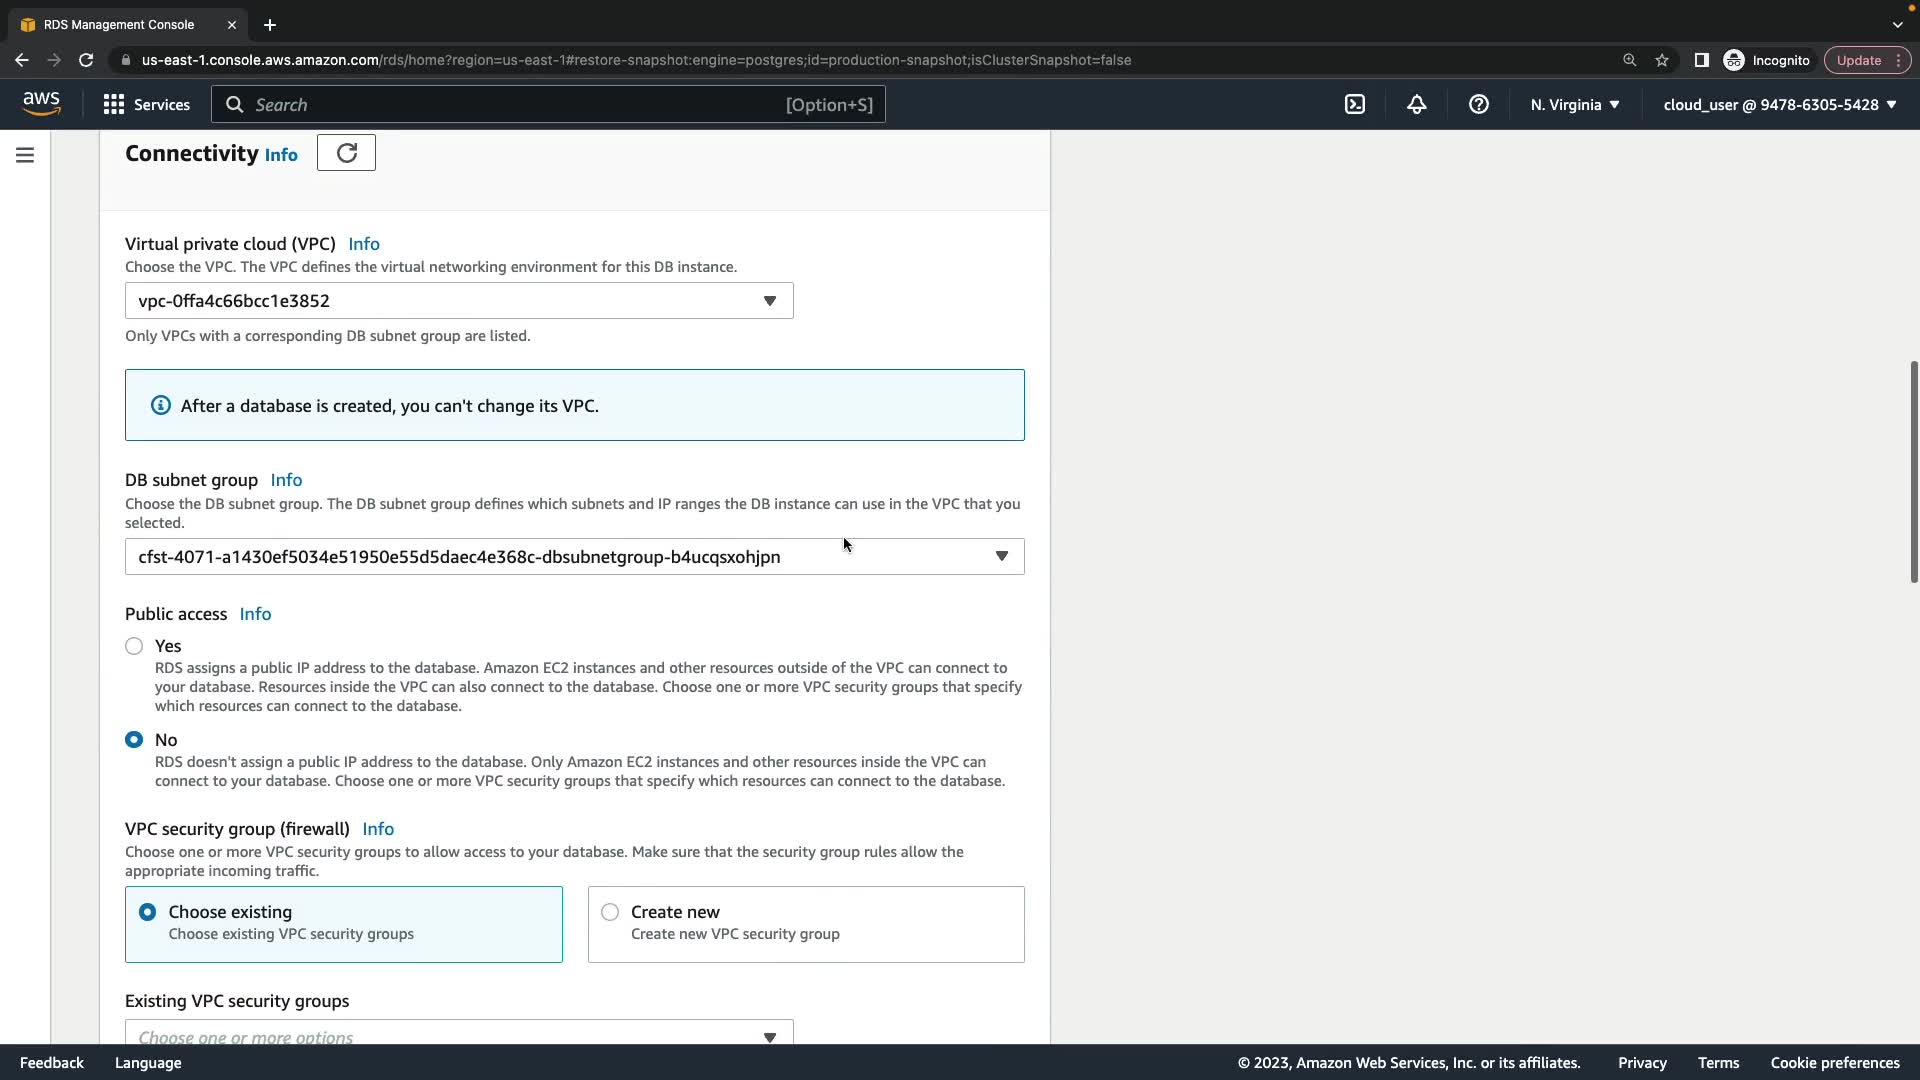 RDS Management Console
us-east-1.console.aws.amazon.com/rds/home?region=us-east-1#restore-snapshot:engine=postgres;id=production-snapshot;isClusterSnapshot=false
Incognito
Update
aws
Services
Search
[Option+S]
N. Virginia
cloud_user @ 9478-6305-5428
Connectivity Info
Virtual private cloud (VPC) Info
Choose the VPC. The VPC defines the virtual networking environment for this DB instance.
vpc-0ffa4c66bcc1e3852
Only VPCs with a corresponding DB subnet group are listed.
After a database is created, you can't change its VPC.
DB subnet group Info
Choose the DB subnet group. The DB subnet group defines which subnets and IP ranges the DB instance can use in the VPC that you
selected.
cfst-4071-a1430ef5034e51950e55d5daec4e368c-dbsubnetgroup-b4ucqsxohjpn
Public access Info
Yes
RDS assigns a public IP address to the database. Amazon EC2 instances and other resources outside of the VPC can connect to
your database. Resources inside the VPC can also connect to the database. Choose one or more VPC security groups that specify
which resources can connect to the database.
No
RDS doesn't assign a public IP address to the database. Only Amazon EC2 instances and other resources inside the VPC can
connect to your database. Choose one or more VPC security groups that specify which resources can connect to the database.
VPC security group (firewall) Info
Choose one or more VPC security groups to allow access to your database. Make sure that the security group rules allow the
appropriate incoming traffic.
Choose existing
Choose existing VPC security groups
Create new
Create new VPC security group
Existing VPC security groups
Choose one or more options
Feedback
Language
© 2023, Amazon Web Services, Inc. or its affiliates.
Privacy
Terms
Cookie preferences